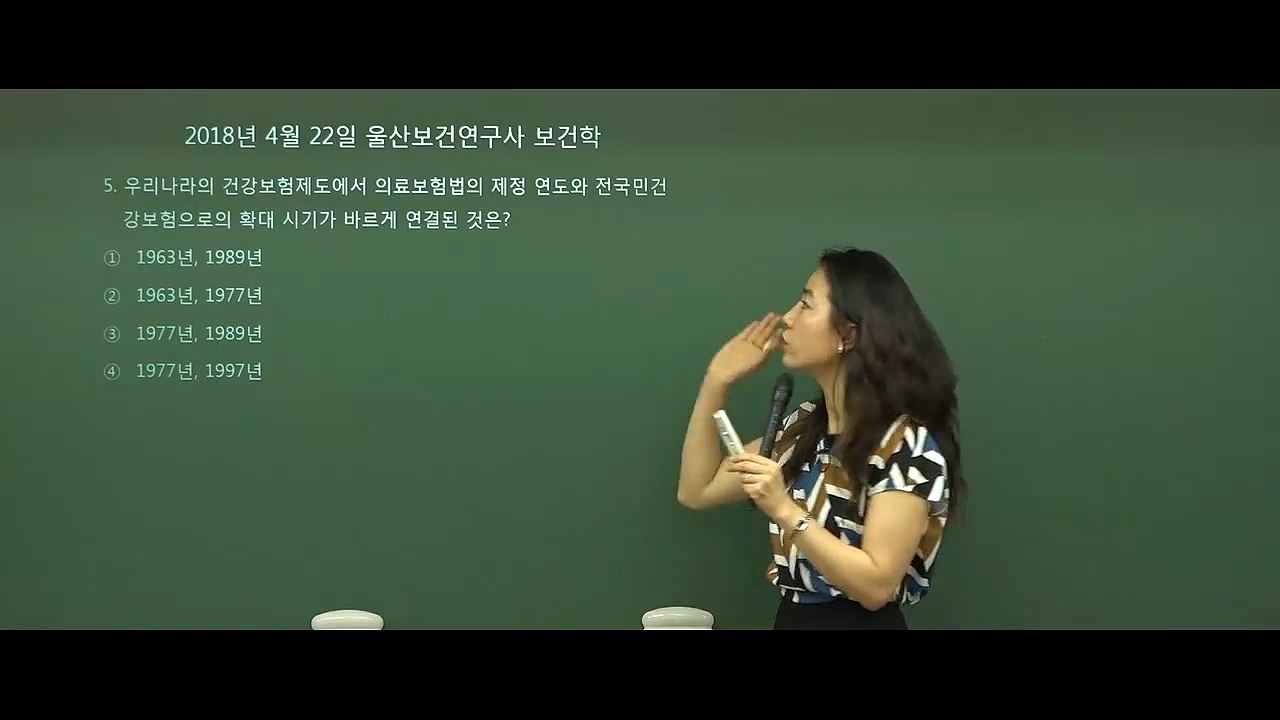 2018년 4월 22일 울산보건연구사 보건학
5. 우리나라의 건강보험제도에서 의료보험법의 제정 연도와 전국민건
강보험으로의 확대 시기가 바르게 연결된 것은?
① 1963년, 1989년
② 1963년, 1977년
③ 1977년, 1989년
④ 1977년, 1997년